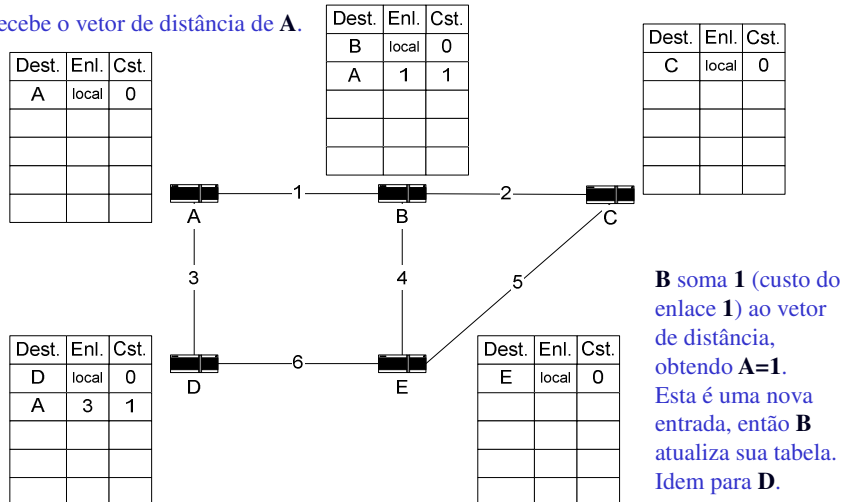 ecebe o vetor de distância de A.
Dest. Enl. Cst.
A local 0
Dest. Enl. Cst.
B local 0
A 1 1
Dest. Enl. Cst.
C local 0
1
2
A
B
C
3
4
5
6
D
E
Dest. Enl. Cst.
D local 0
A 3 1
Dest. Enl. Cst.
E local 0
B soma 1 (custo do
enlace 1) ao vetor
de distância,
obtendo A=1.
Esta é uma nova
entrada, então B
atualiza sua tabela.
Idem para D.